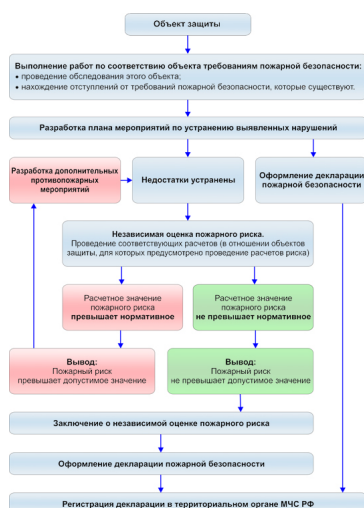 Объект защиты
Выполнение работ по соответствию объекта требованиям пожарной безопасности:
• проведение обследования этого объекта;
• нахождение отступлений от требований пожарной безопасности, которые существуют.
Разработка плана мероприятий по устранению выявленных нарушений
Разработка дополнительных
противопожарных
мероприятий
Недостатки устранены
Оформление декларации
пожарной безопасности
Независимая оценка пожарного риска.
Проведение соответствующих расчетов (в отношении объектов
защиты, для которых предусмотрено проведение расчетов риска)
Расчетное значение
пожарного риска
превышает нормативное
Расчетное значение
пожарного риска
не превышает нормативное
Вывод:
Пожарный риск
превышает допустимое значение
Вывод:
Пожарный риск
не превышает допустимое значение
Заключение о независимой оценке пожарного риска
Оформление декларации пожарной безопасности
Регистрация декларации в территориальном органе МЧС РФ